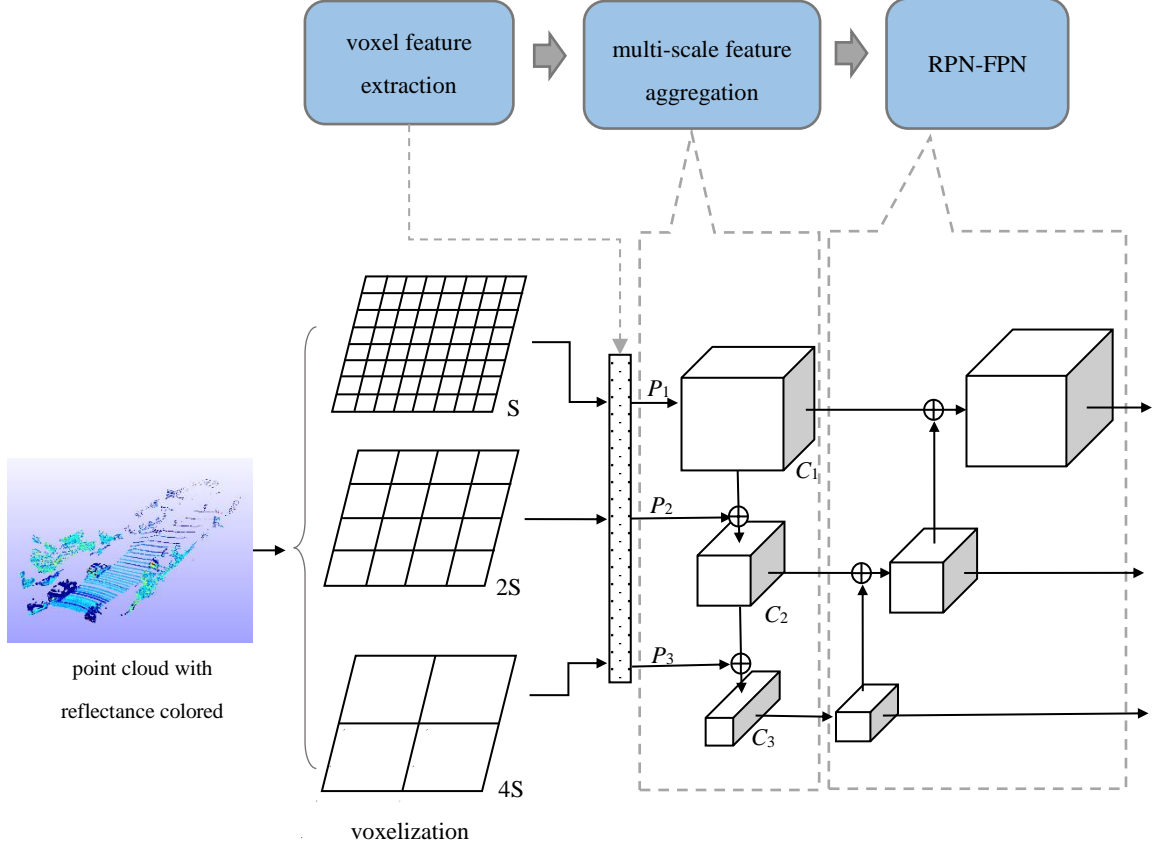 voxel feature
extraction
multi-scale feature
aggregation
RPN-FPN
S
P1
C1
2S
P2
C2
4S
P3
C3
point cloud with
reflectance colored
voxelization